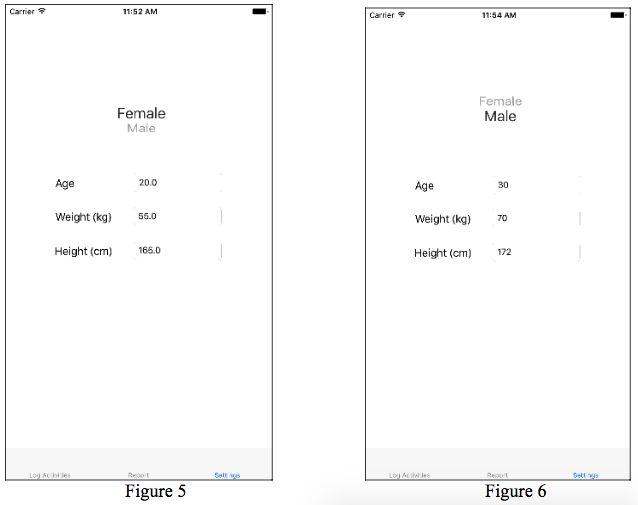 Carrier 11:52 AM
Female
Male
Age 20.0
Weight (kg) 55.0
Height (cm) 165.0
Log Activities Report Settings
Figure 5
Carrier 11:54 AM
Female
Male
Age 30
Weight (kg) 70
Height (cm) 172
Log Activities Report Settings
Figure 6